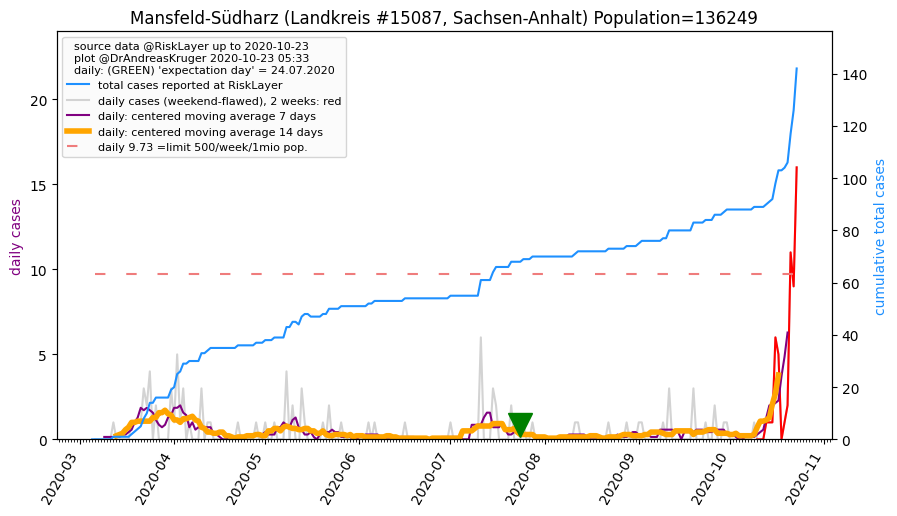 Mansfeld-Südharz (Landkreis #15087, Sachsen-Anhalt) Population=136249
source data @RiskLayer up to 2020-10-23
plot @DrAndreasKruger 2020-10-23 05:33
daily: (GREEN) 'expectation day' = 24.07.2020
total cases reported at RiskLayer
daily cases (weekend-flawed), 2 weeks: red
daily: centered moving average 7 days
daily: centered moving average 14 days
daily 9.73 =limit 500/week/1mio pop.
daily cases
20
15
10
5
0
cumulative total cases
140
120
100
80
60
40
20
0
2020-03
2020-04
2020-05
2020-06
2020-07
2020-08
2020-09
2020-10
2020-11